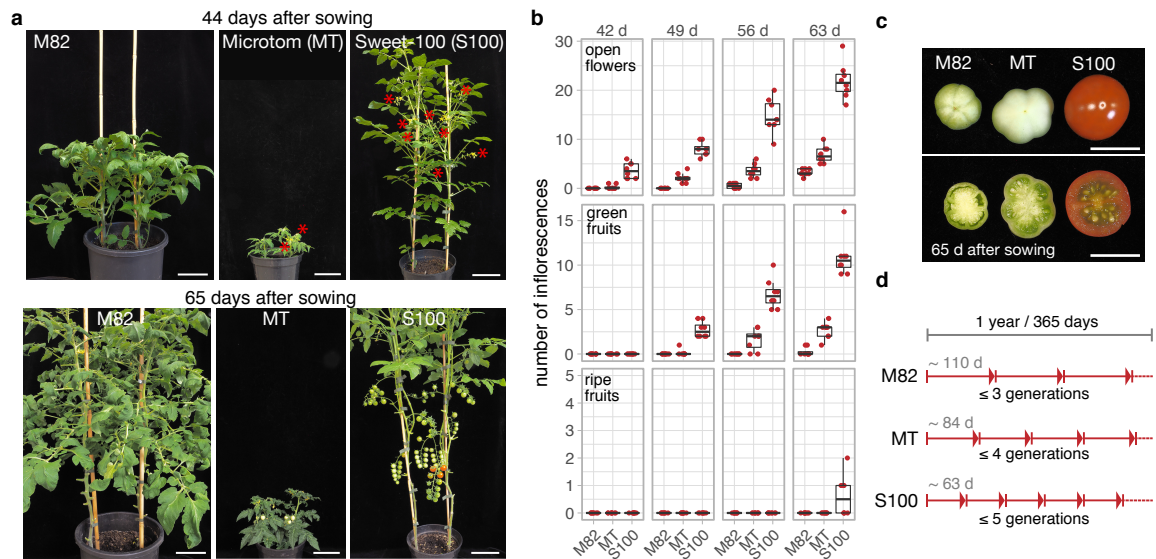 a
44 days after sowing
M82
Microtom (MT)
Sweet-100 (S100)
65 days after sowing
M82
MT
S100
b
42 d
49 d
56 d
63 d
number of inflorescences
open
flowers
30
20
10
0
green
fruits
15
10
5
0
ripe
fruits
5
4
3
2
1
0
M82
MT
S100
M82
MT
S100
M82
MT
S100
M82
MT
S100
c
M82
MT
S100
65 d after sowing
d
1 year / 365 days
M82
~ 110 d
≤ 3 generations
MT
~ 84 d
≤ 4 generations
S100
~ 63 d
≤ 5 generations